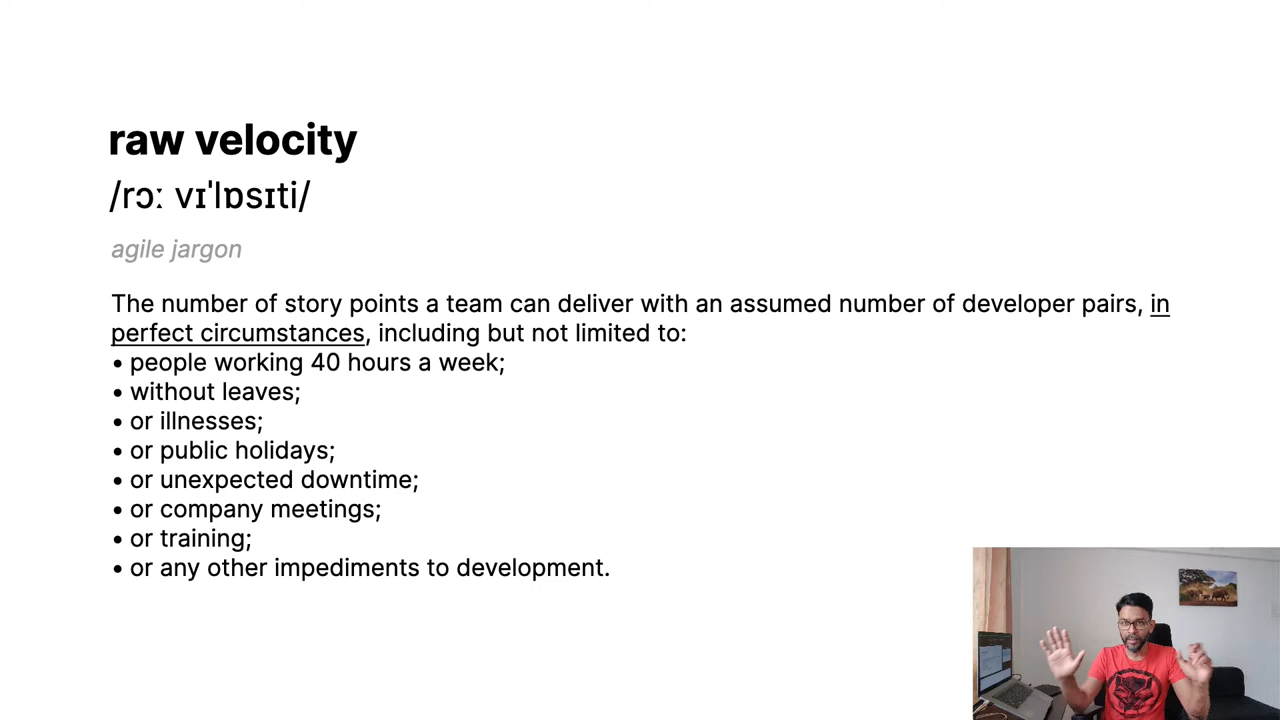 raw velocity
/rɔː vɪˈlɒsɪti/
agile jargon
The number of story points a team can deliver with an assumed number of developer pairs, in
perfect circumstances, including but not limited to:
• people working 40 hours a week;
• without leaves;
• or illnesses;
• or public holidays;
• or unexpected downtime;
• or company meetings;
• or training;
• or any other impediments to development.